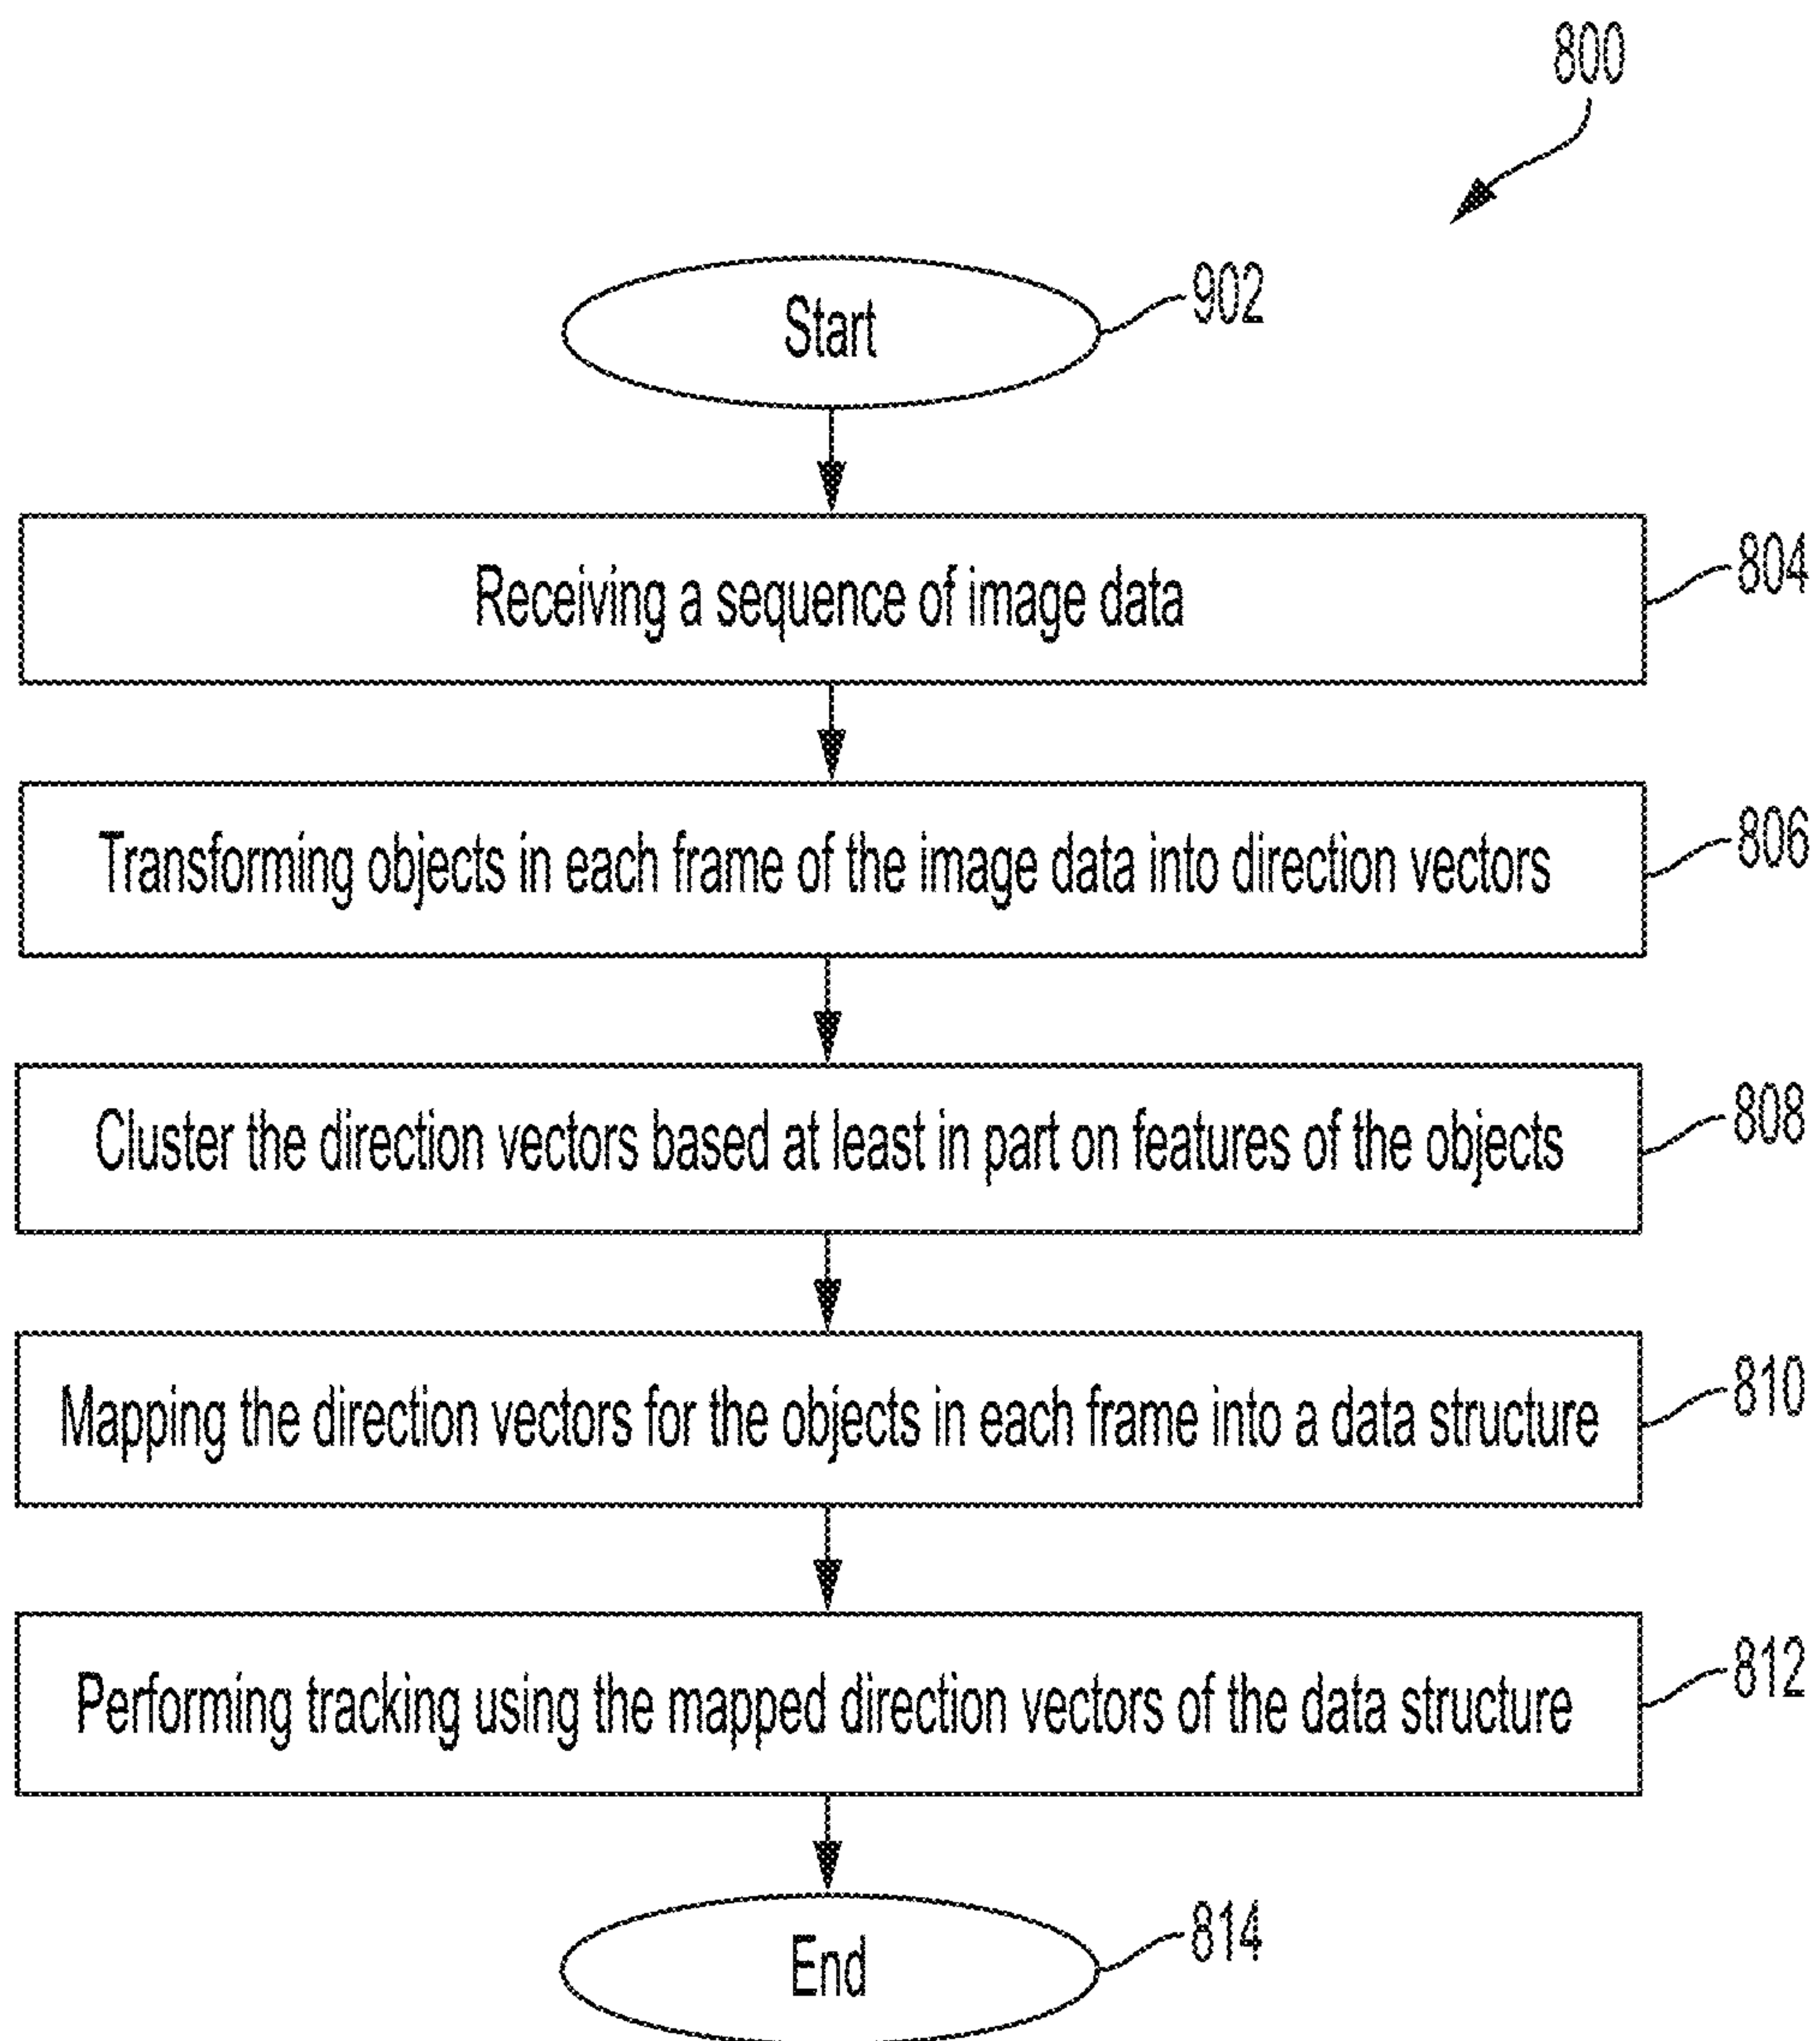 800
Start
902
Receiving a sequence of image data
804
Transforming objects in each frame of the image data into direction vectors
806
Cluster the direction vectors based at least in part on features of the objects
808
Mapping the direction vectors for the objects in each frame into a data structure
810
Performing tracking using the mapped direction vectors of the data structure
812
End
814